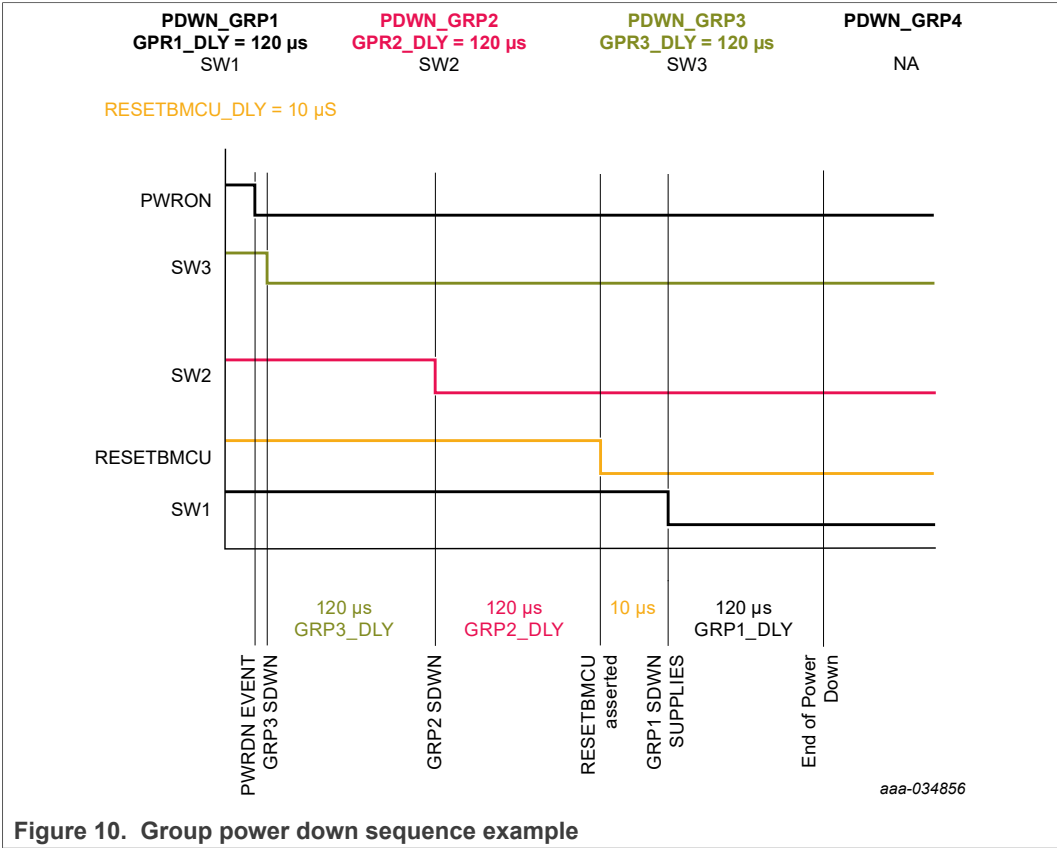 PDWN_GRP1 PDWN_GRP2 PDWN_GRP3 PDWN_GRP4
GPR1_DLY = 120 µs GPR2_DLY = 120 µs GPR3_DLY = 120 µs
SW1 SW2 SW3 NA
RESETBMCU_DLY = 10 µS
PWRON
SW3
SW2
RESETBMCU
SW1
120 µs 120 µs 10 µs 120 µs
GRP3_DLY GRP2_DLY GRP1_DLY
PWRDN EVENT
GRP3 SDWN
GRP2 SDWN
RESETBMCU
asserted
GRP1 SDWN
SUPPLIES
End of Power
Down
aaa-034856
Figure 10. Group power down sequence example